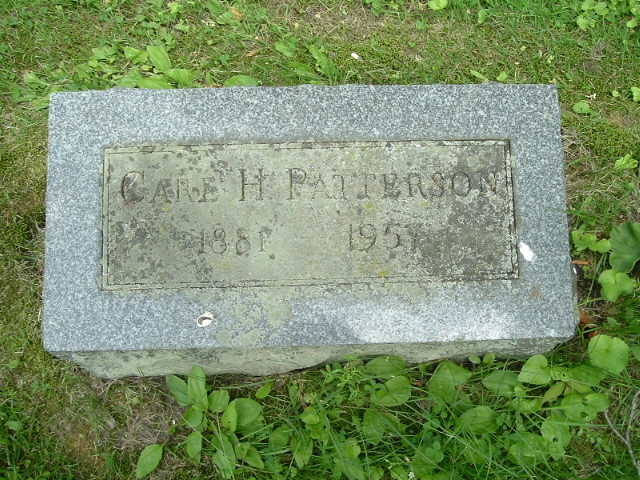 CARL H. PATTERSON
1881 — 1957